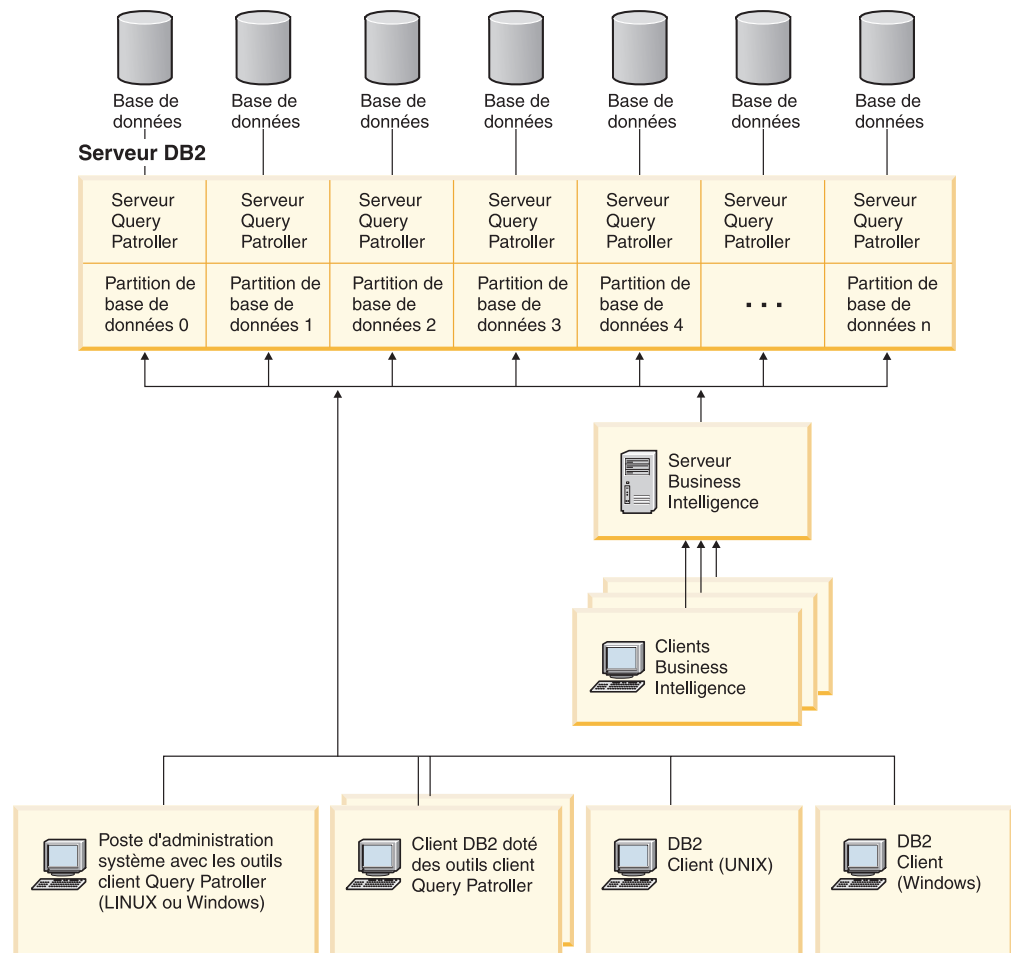 Base de
données
Base de
données
Base de
données
Base de
données
Base de
données
Base de
données
Base de
données
Serveur DB2
Serveur
Query
Patroller
Serveur
Query
Patroller
Serveur
Query
Patroller
Serveur
Query
Patroller
Serveur
Query
Patroller
Serveur
Query
Patroller
Serveur
Query
Patroller
Partition de
base de
données 0
Partition de
base de
données 1
Partition de
base de
données 2
Partition de
base de
données 3
Partition de
base de
données 4
. . .
Partition de
base de
données n
Serveur
Business
Intelligence
Clients
Business
Intelligence
Poste d'administration
système avec les outils
client Query Patroller
(LINUX ou Windows)
Client DB2 doté
des outils client
Query Patroller
DB2
Client (UNIX)
DB2
Client
(Windows)